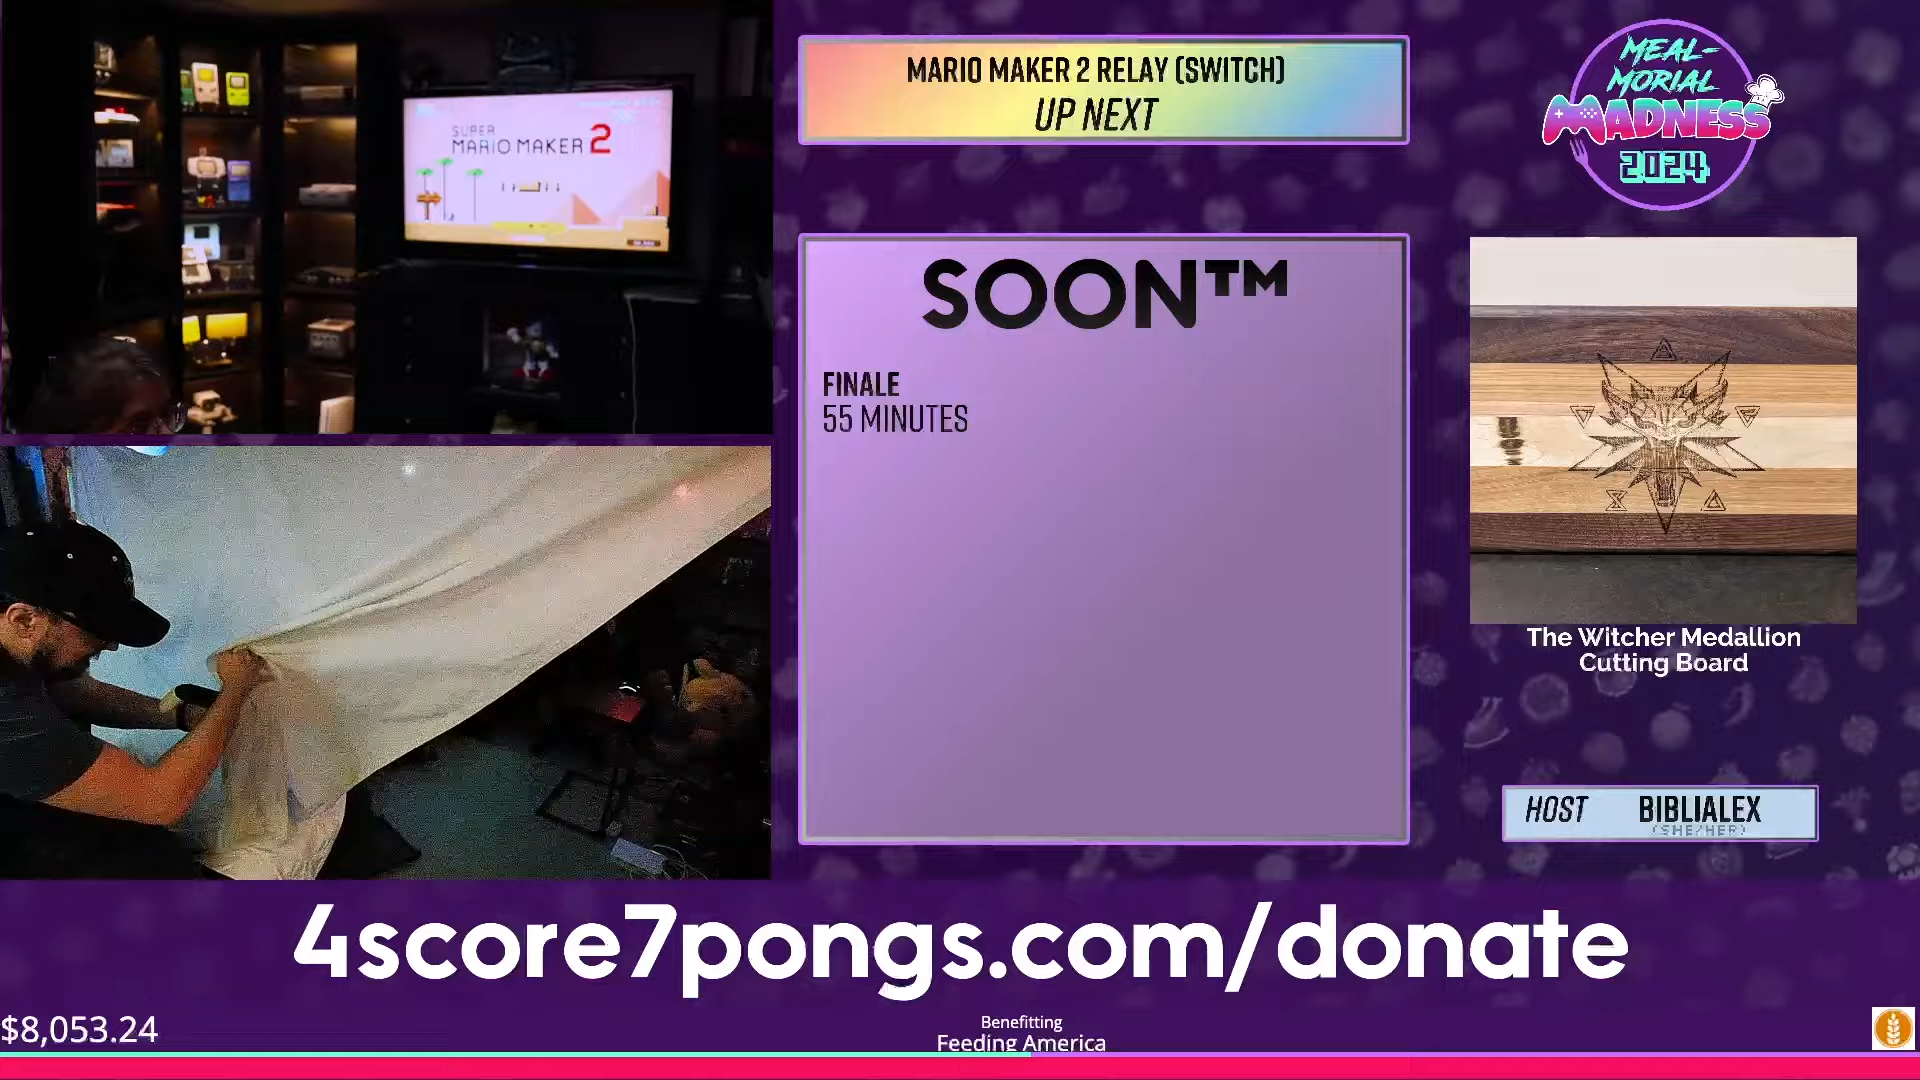 SUPER
MARIO MAKER 2
MARIO MAKER 2 RELAY (SWITCH)
UP NEXT
MEAL-
MORIAL
MADNESS
2024
SOON™
FINALE
55 MINUTES
The Witcher Medallion
Cutting Board
HOST BIBLIALEX
(SHE/HER)
4score7pongs.com/donate
$8,053.24
Benefitting
Feeding America